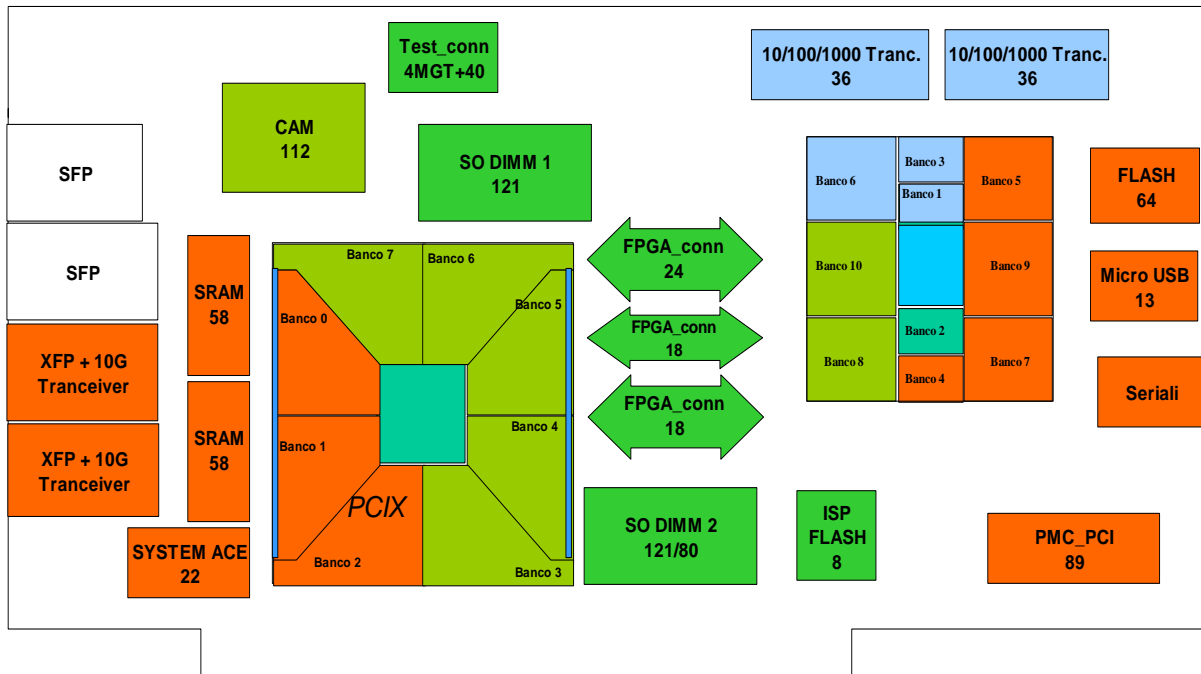 Test_conn
4MGT+40
10/100/1000 Tranc.
36
10/100/1000 Tranc.
36
CAM
112
SO DIMM 1
121
SFP
SFP
XFP + 10G
Tranceiver
XFP + 10G
Tranceiver
SRAM
58
SRAM
58
SYSTEM ACE
22
Banco 7
Banco 6
Banco 0
Banco 5
Banco 1
Banco 4
PCIX
Banco 2
Banco 3
FPGA_conn
24
FPGA_conn
18
FPGA_conn
18
SO DIMM 2
121/80
Banco 6
Banco 3
Banco 1
Banco 5
Banco 10
Banco 9
Banco 8
Banco 2
Banco 4
Banco 7
FLASH
64
Micro USB
13
Seriali
ISP
FLASH
8
PMC_PCI
89